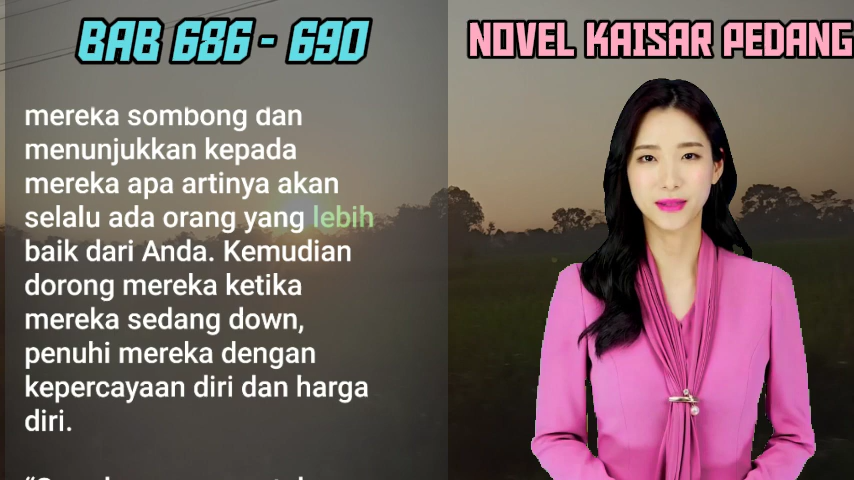 BAB 686 - 690
NOVEL KAISAR PEDANG
mereka sombong dan
menunjukkan kepada
mereka apa artinya akan
selalu ada orang yang lebih
baik dari Anda. Kemudian
dorong mereka ketika
mereka sedang down,
penuhi mereka dengan
kepercayaan diri dan harga
diri.